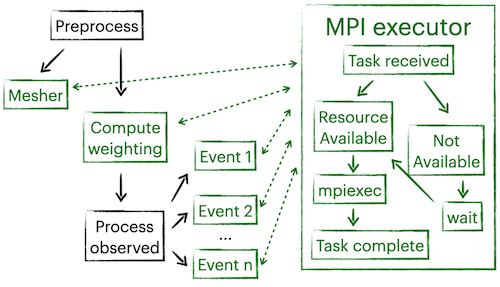 Preprocess
Mesher
Compute
weighting
Process
observed
Event 1
Event 2
...
Event n
MPI executor
Task received
Resource
Available
Not
Available
mpiexec
wait
Task complete